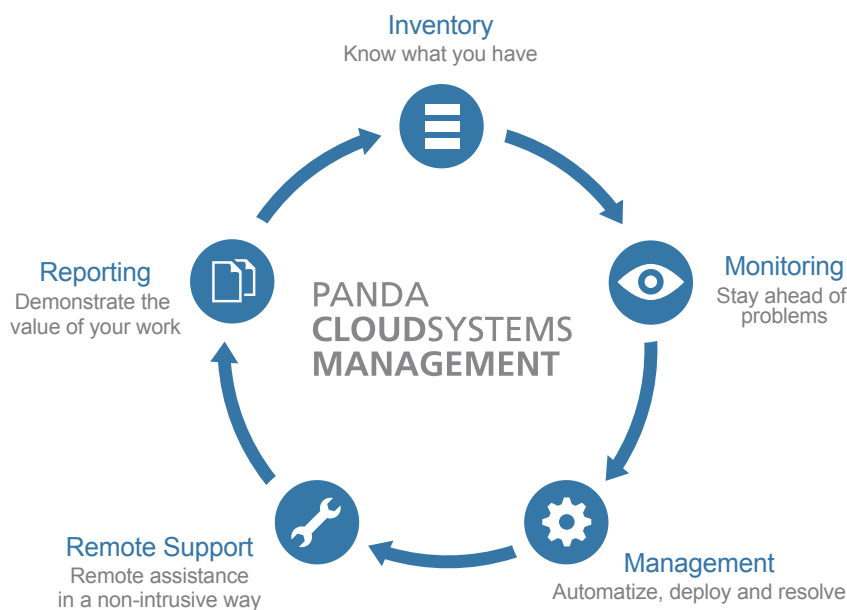 Inventory
Know what you have
Monitoring
Stay ahead of
problems
Management
Automatize, deploy and resolve
Remote Support
Remote assistance
in a non-intrusive way
Reporting
Demonstrate the
value of your work
PANDA
CLOUDSYSTEMS
MANAGEMENT